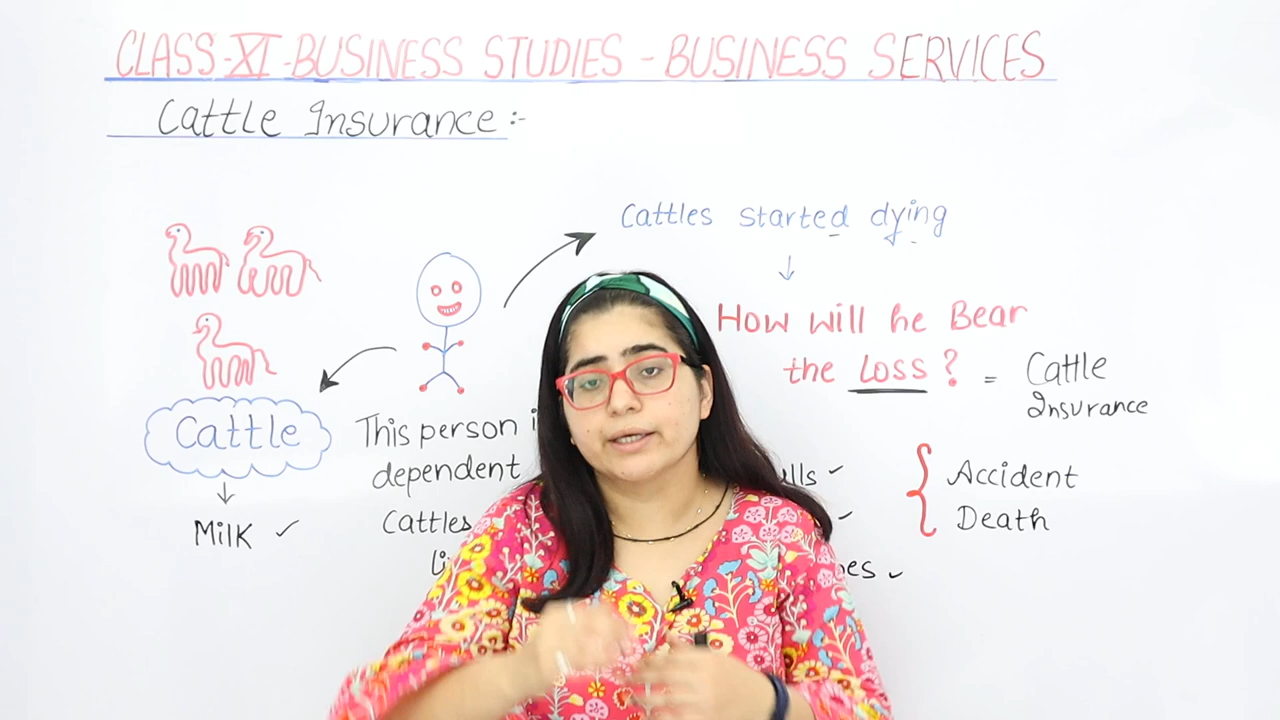 CLASS-XI-BUSINESS STUDIES - BUSINESS SERVICES
Cattle Insurance :-
Cattles started dying
How will he Bear
the Loss ? = Cattle
Insurance
Cattle
Milk ✓
This person
dependent
Cattles
✓
✓
✓
Accident
Death